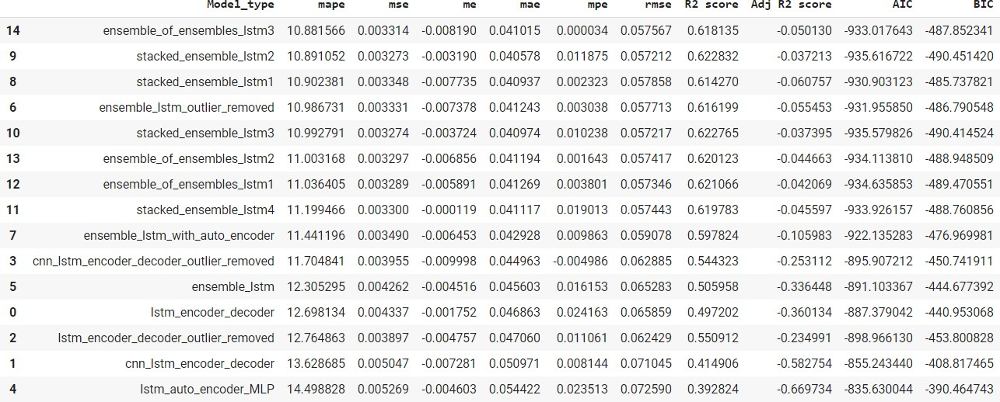 Model_type mape mse me mae mpe rmse R2 score Adj R2 score AIC BIC
14 ensemble_of_ensembles_lstm3 10.881566 0.003314 -0.008190 0.041015 0.000034 0.057567 0.618135 -0.050130 -933.017643 -487.852341
9 stacked_ensemble_lstm2 10.891052 0.003273 -0.003190 0.040578 0.011875 0.057212 0.622832 -0.037213 -935.616722 -490.451420
8 stacked_ensemble_lstm1 10.902381 0.003348 -0.007735 0.040937 0.002323 0.057858 0.614270 -0.060757 -930.903123 -485.737821
6 ensemble_lstm_outlier_removed 10.986731 0.003331 -0.007378 0.041243 0.003038 0.057713 0.616199 -0.055453 -931.955850 -486.790548
10 stacked_ensemble_lstm3 10.992791 0.003274 -0.003724 0.040974 0.010238 0.057217 0.622765 -0.037395 -935.579826 -490.414524
13 ensemble_of_ensembles_lstm2 11.003168 0.003297 -0.006856 0.041194 0.001643 0.057417 0.620123 -0.044663 -934.113810 -488.948509
12 ensemble_of_ensembles_lstm1 11.036405 0.003289 -0.005891 0.041269 0.003801 0.057346 0.621066 -0.042069 -934.635853 -489.470551
11 stacked_ensemble_lstm4 11.199466 0.003300 -0.000119 0.041117 0.019013 0.057443 0.619783 -0.045597 -933.926157 -488.760856
7 ensemble_lstm_with_auto_encoder 11.441196 0.003490 -0.006453 0.042928 0.009863 0.059078 0.597824 -0.105983 -922.135283 -476.969981
3 cnn_lstm_encoder_decoder_outlier_removed 11.704841 0.003955 -0.009998 0.044963 -0.004986 0.062885 0.544323 -0.253112 -895.907212 -450.741911
5 ensemble_lstm 12.305295 0.004262 -0.004516 0.045603 0.016153 0.065283 0.505958 -0.336448 -891.103367 -444.677392
0 lstm_encoder_decoder 12.698134 0.004337 -0.001752 0.046863 0.024163 0.065859 0.497202 -0.360134 -887.379042 -440.953068
2 lstm_encoder_decoder_outlier_removed 12.764863 0.003897 -0.004757 0.047060 0.011061 0.062429 0.550912 -0.234991 -898.966130 -453.800828
1 cnn_lstm_encoder_decoder 13.628685 0.005047 -0.007281 0.050971 0.008144 0.071045 0.414906 -0.582754 -855.243440 -408.817465
4 lstm_auto_encoder_MLP 14.498828 0.005269 -0.004603 0.054422 0.023513 0.072590 0.392824 -0.669734 -835.630044 -390.464743